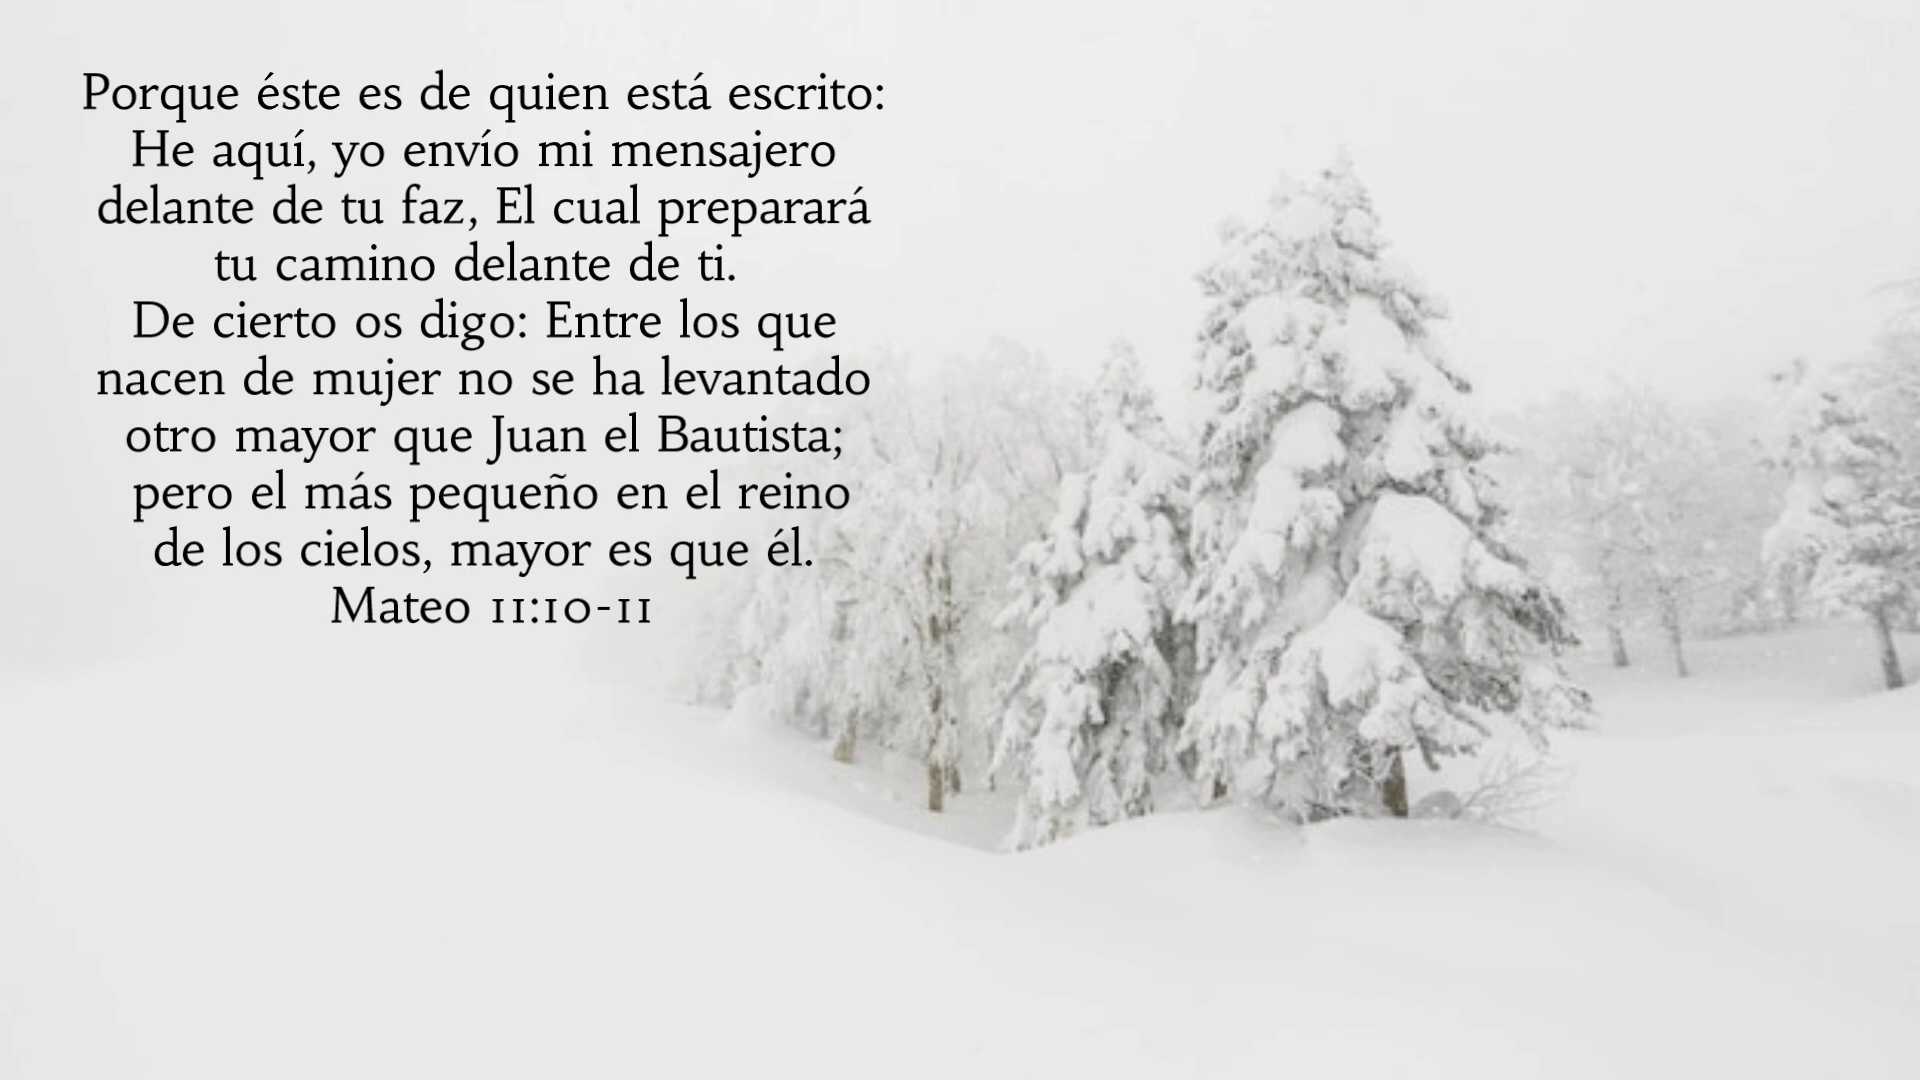 Porque éste es de quien está escrito:
He aquí, yo envío mi mensajero
delante de tu faz, El cual preparará
tu camino delante de ti.
De cierto os digo: Entre los que
nacen de mujer no se ha levantado
otro mayor que Juan el Bautista;
pero el más pequeño en el reino
de los cielos, mayor es que él.
Mateo 11:10-11